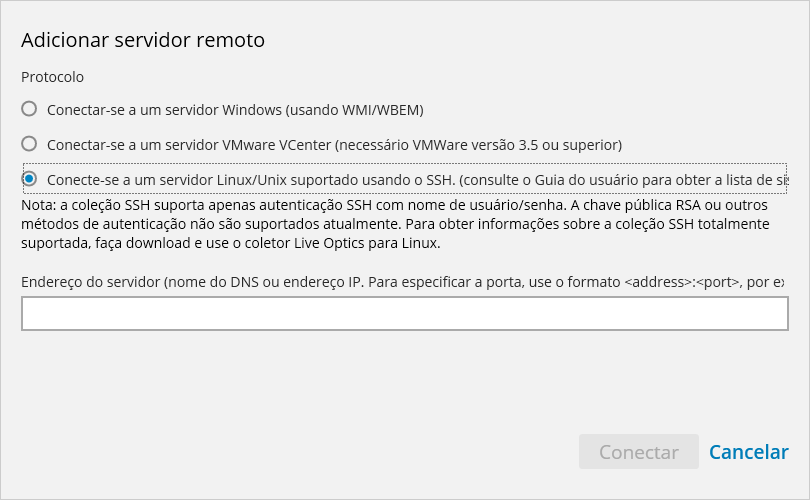 Adicionar servidor remoto
Protocolo
Conectar-se a um servidor Windows (usando WMI/WBEM)
Conectar-se a um servidor VMware VCenter (necessário VMWare versão 3.5 ou superior)
Conecte-se a um servidor Linux/Unix suportado usando o SSH. (consulte o Guia do usuário para obter a lista de
Nota: a coleção SSH suporta apenas autenticação SSH com nome de usuário/senha. A chave pública RSA ou outros
métodos de autenticação não são suportados atualmente. Para obter informações sobre a coleção SSH totalmente
suportada, faça download e use o coletor Live Optics para Linux.
Endereço do servidor (nome do DNS ou endereço IP. Para especificar a porta, use o formato <address>:<port>, por
Conectar
Cancelar